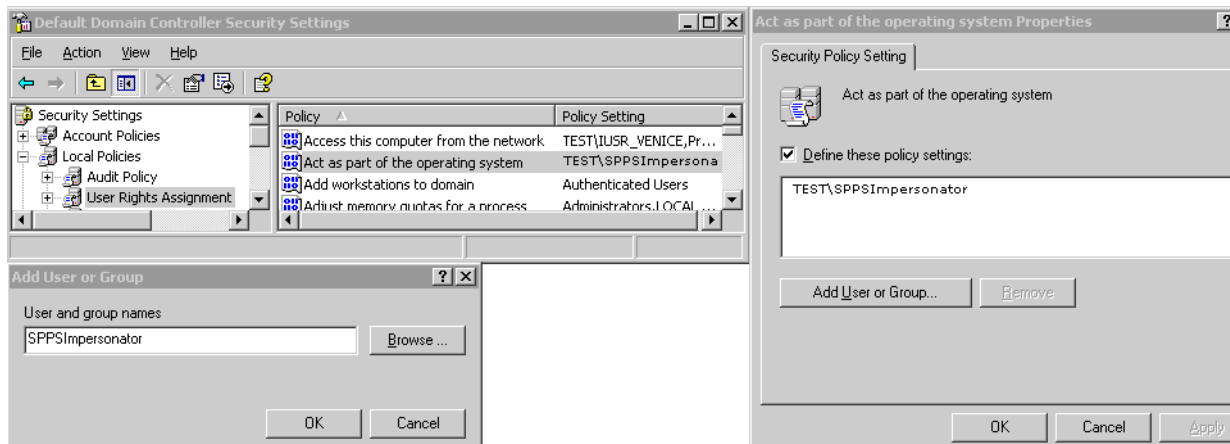 Default Domain Controller Security Settings
File Action View Help
Security Settings
Account Policies
Local Policies
Audit Policy
User Rights Assignment
Policy Policy Setting
Access this computer from the network TEST\IUSR_VENICE,Pr...
Act as part of the operating system TEST\SPPSImpersona
Add workstations to domain Authenticated Users
Adjust memory quotas for a process Administrators,LOCAL ...
Add User or Group
User and group names
SPPSImpersonator
Browse ...
OK Cancel
Act as part of the operating system Properties
Security Policy Setting
Act as part of the operating system
Define these policy settings:
TEST\SPPSImpersonator
Add User or Group... Remove
OK Cancel Apply